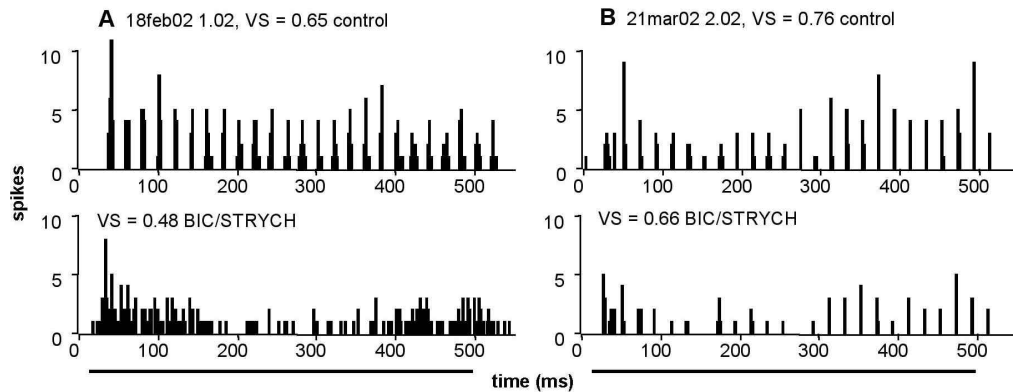 A 18feb02 1.02, VS = 0.65 control
B 21mar02 2.02, VS = 0.76 control
10
5
0
0 100 200 300 400 500
10
5
0
0 100 200 300 400 500
spikes
VS = 0.48 BIC/STRYCH
VS = 0.66 BIC/STRYCH
10
5
0
0 100 200 300 400 500
10
5
0
0 100 200 300 400 500
time (ms)